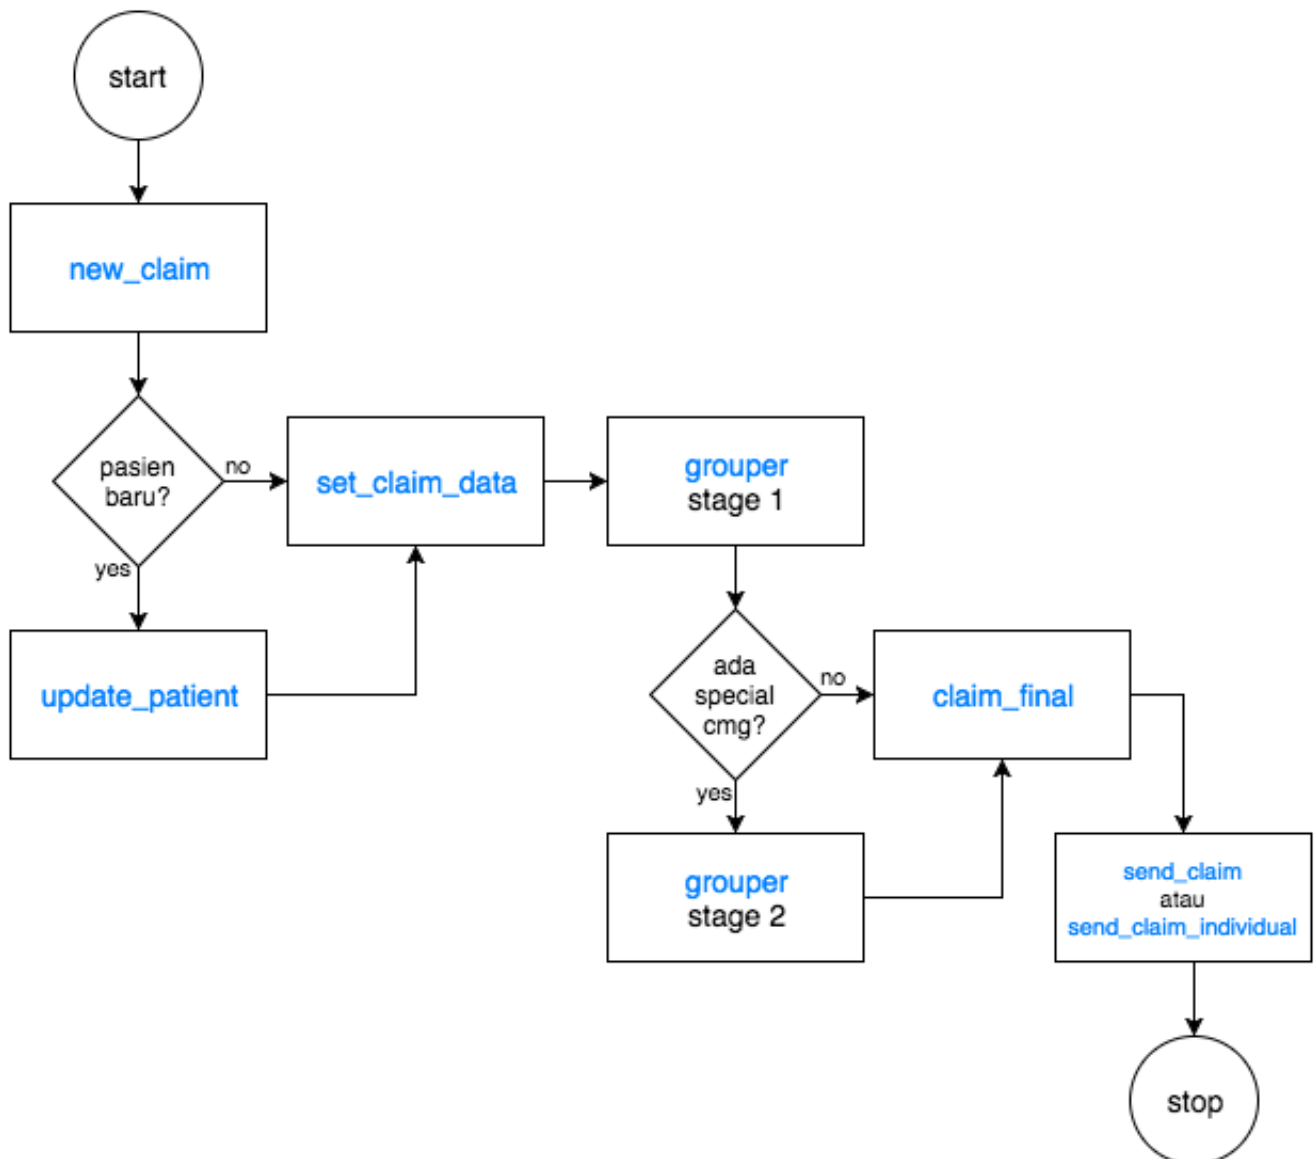 start
new_claim
pasien
baru?
no
yes
set_claim_data
update_patient
grouper
stage 1
ada
special
cmg?
no
yes
claim_final
grouper
stage 2
send_claim
atau
send_claim_individual
stop